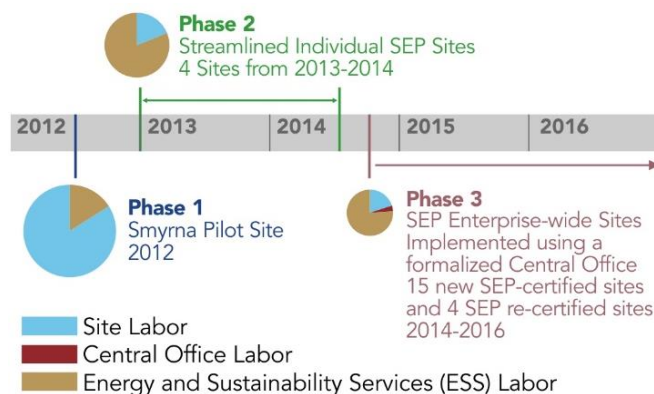 Phase 2
Streamlined Individual SEP Sites
4 Sites from 2013-2014
2012
2013
2014
2015
2016
Phase 1
Smyrna Pilot Site
2012
Phase 3
SEP Enterprise-wide Sites
Implemented using a
formalized Central Office
15 new SEP-certified sites
and 4 SEP re-certified sites
2014-2016
Site Labor
Central Office Labor
Energy and Sustainability Services (ESS) Labor